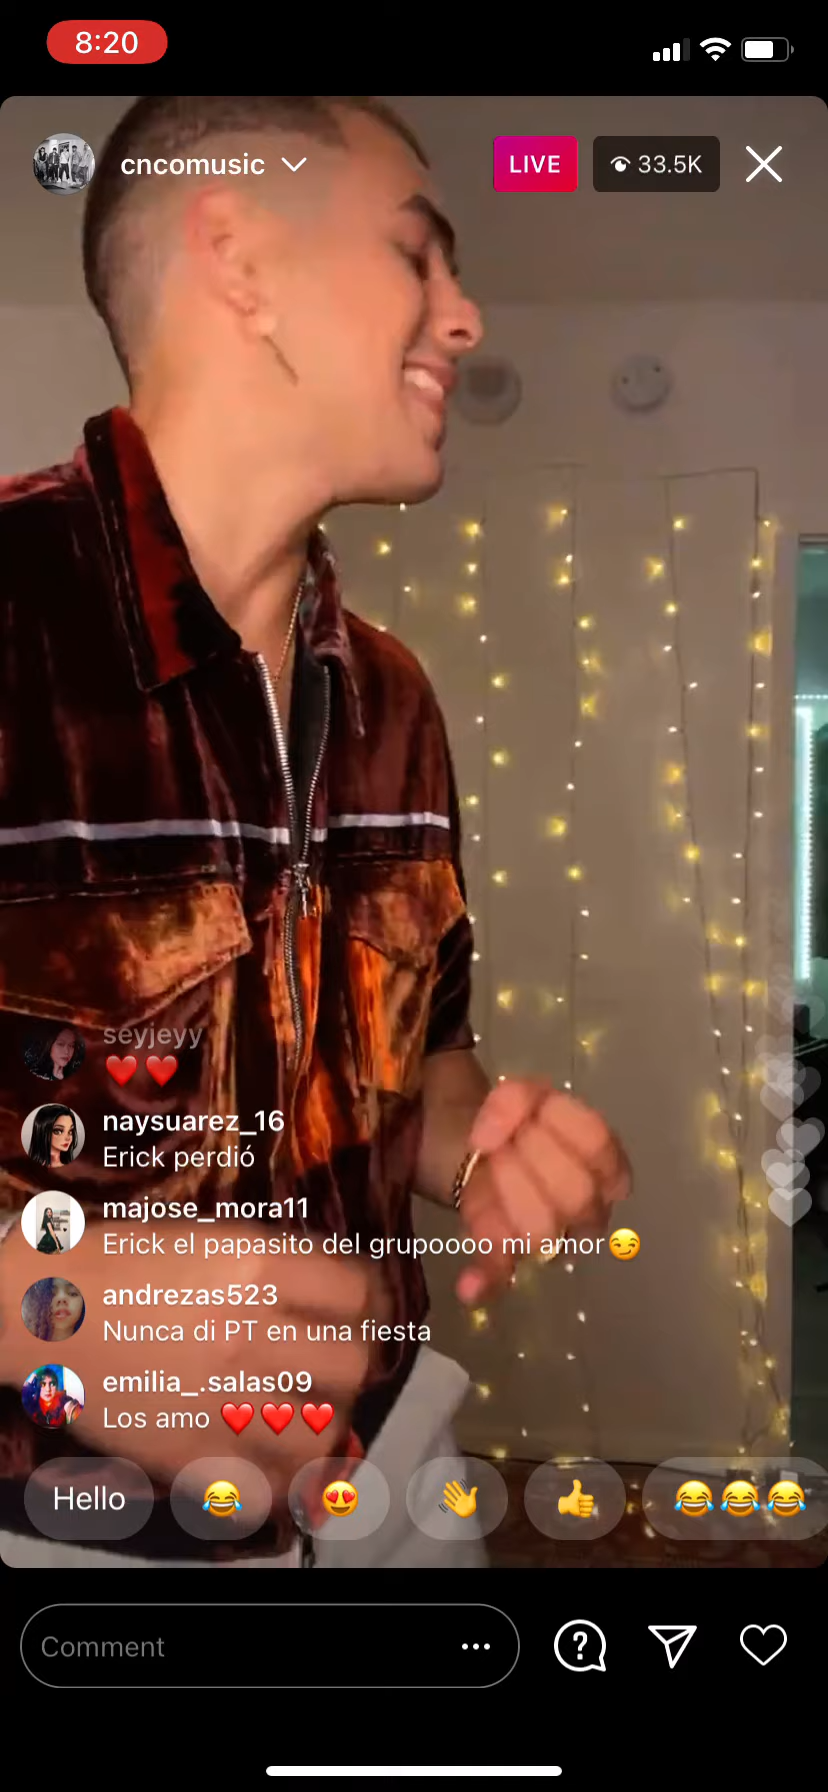 8:20
cncomusic
LIVE
33.5K
seyjeyy
❤️❤️
naysuarez_16
Erick perdió
majose_mora11
Erick el papasito del grupoooo mi amor😏
andrezas523
Nunca di PT en una fiesta
emilia_.salas09
Los amo ❤️❤️❤️
Hello 😂 😍 👋 👍 😂😂😂
Comment